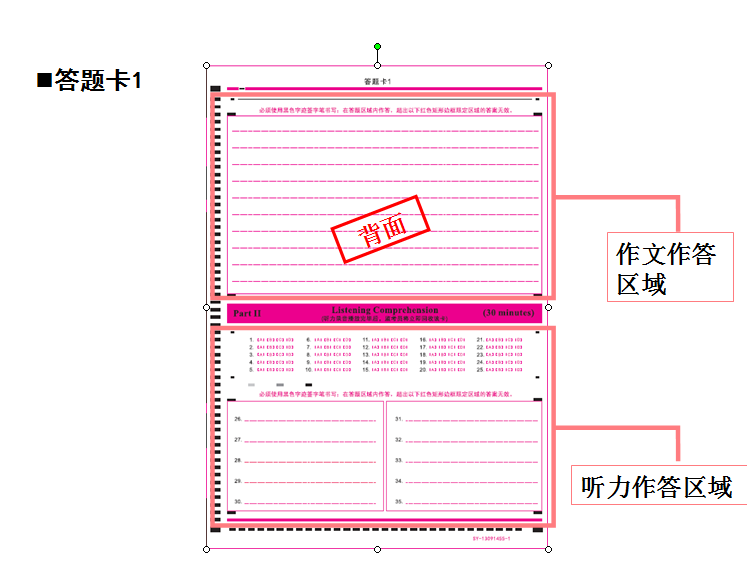 ■答题卡1
答题卡1
必须使用黑色字迹签字笔书写；在答题区域内作答，超出以下红色矩形边框限定区域的答案无效。
背面
作文作答
区域
Part II Listening Comprehension (30 minutes)
1. [A] [B] [C] [D] 6. [A] [B] [C] [D] 11. [A] [B] [C] [D] 16. [A] [B] [C] [D] 21. [A] [B] [C] [D]
2. [A] [B] [C] [D] 7. [A] [B] [C] [D] 12. [A] [B] [C] [D] 17. [A] [B] [C] [D] 22. [A] [B] [C] [D]
3. [A] [B] [C] [D] 8. [A] [B] [C] [D] 13. [A] [B] [C] [D] 18. [A] [B] [C] [D] 23. [A] [B] [C] [D]
4. [A] [B] [C] [D] 9. [A] [B] [C] [D] 14. [A] [B] [C] [D] 19. [A] [B] [C] [D] 24. [A] [B] [C] [D]
5. [A] [B] [C] [D] 10. [A] [B] [C] [D] 15. [A] [B] [C] [D] 20. [A] [B] [C] [D] 25. [A] [B] [C] [D]
必须使用黑色字迹签字笔书写；在答题区域内作答，超出以下红色矩形边框限定区域的答案无效。
26. 31.
27. 32.
28. 33.
29. 34.
30. 35.
听力作答区域